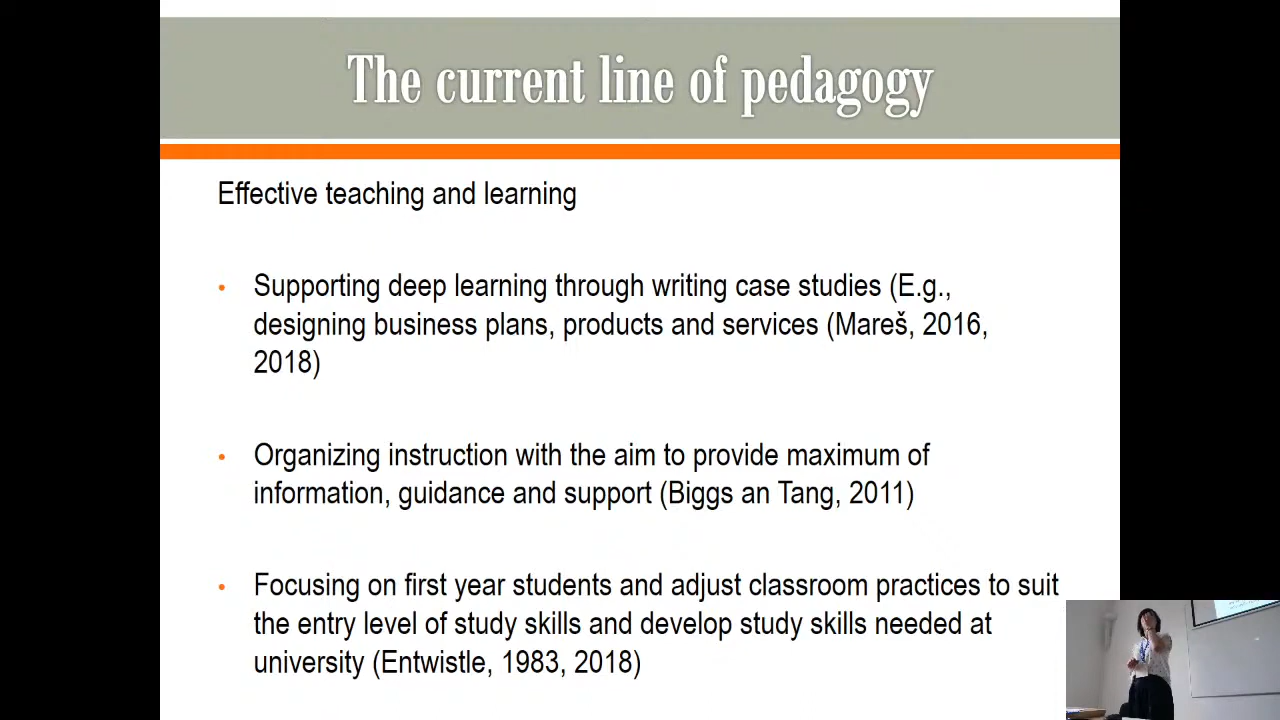 The current line of pedagogy
Effective teaching and learning
• Supporting deep learning through writing case studies (E.g.,
designing business plans, products and services (Mareš, 2016,
2018)
• Organizing instruction with the aim to provide maximum of
information, guidance and support (Biggs an Tang, 2011)
• Focusing on first year students and adjust classroom practices to suit
the entry level of study skills and develop study skills needed at
university (Entwistle, 1983, 2018)